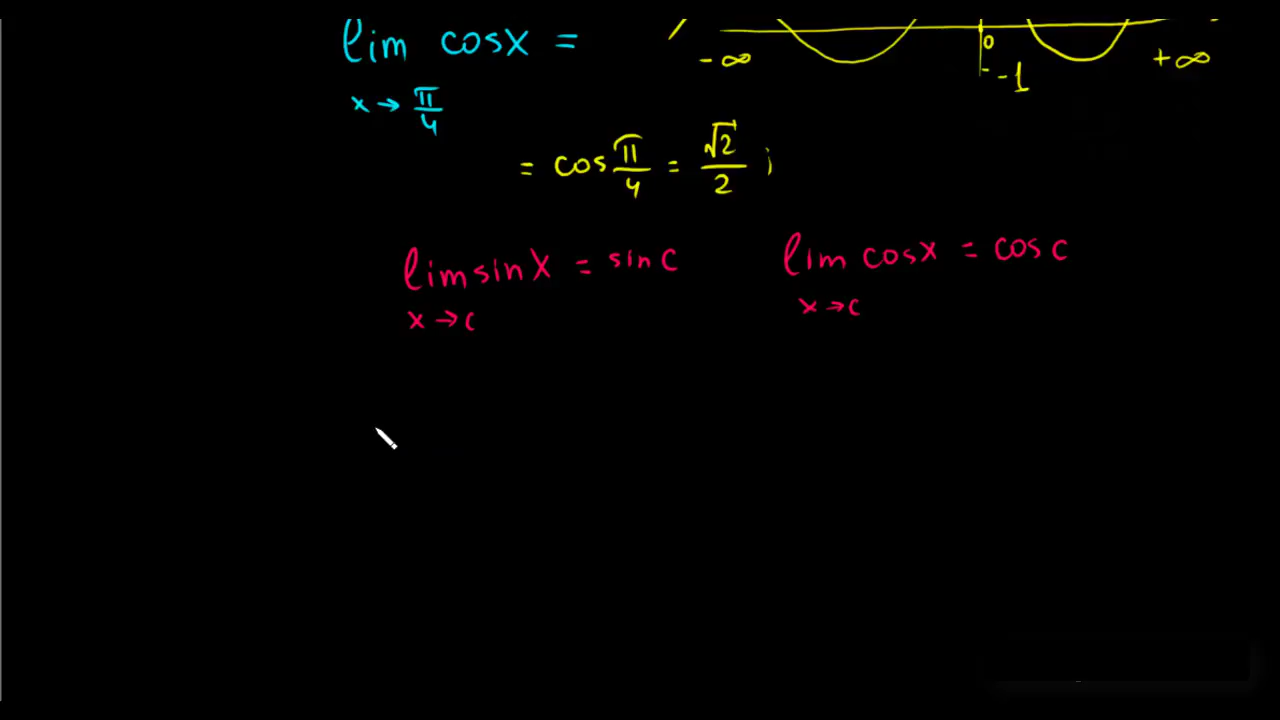 lim cosx =
x → π/4
0
-1
- ∞
+ ∞
= cos π/4 = √2/2 ;
lim sinx = sin c
x → c
lim cosx = cos c
x → c